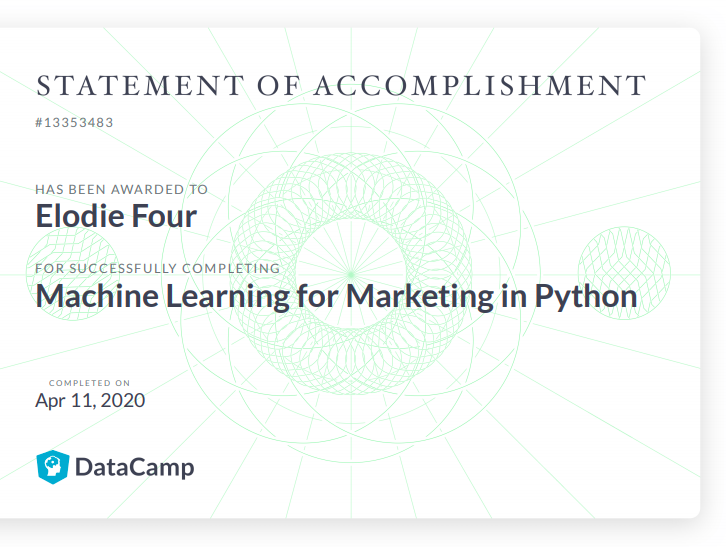 STATEMENT OF ACCOMPLISHMENT
#13353483
HAS BEEN AWARDED TO
Elodie Four
FOR SUCCESSFULLY COMPLETING
Machine Learning for Marketing in Python
COMPLETED ON
Apr 11, 2020
DataCamp